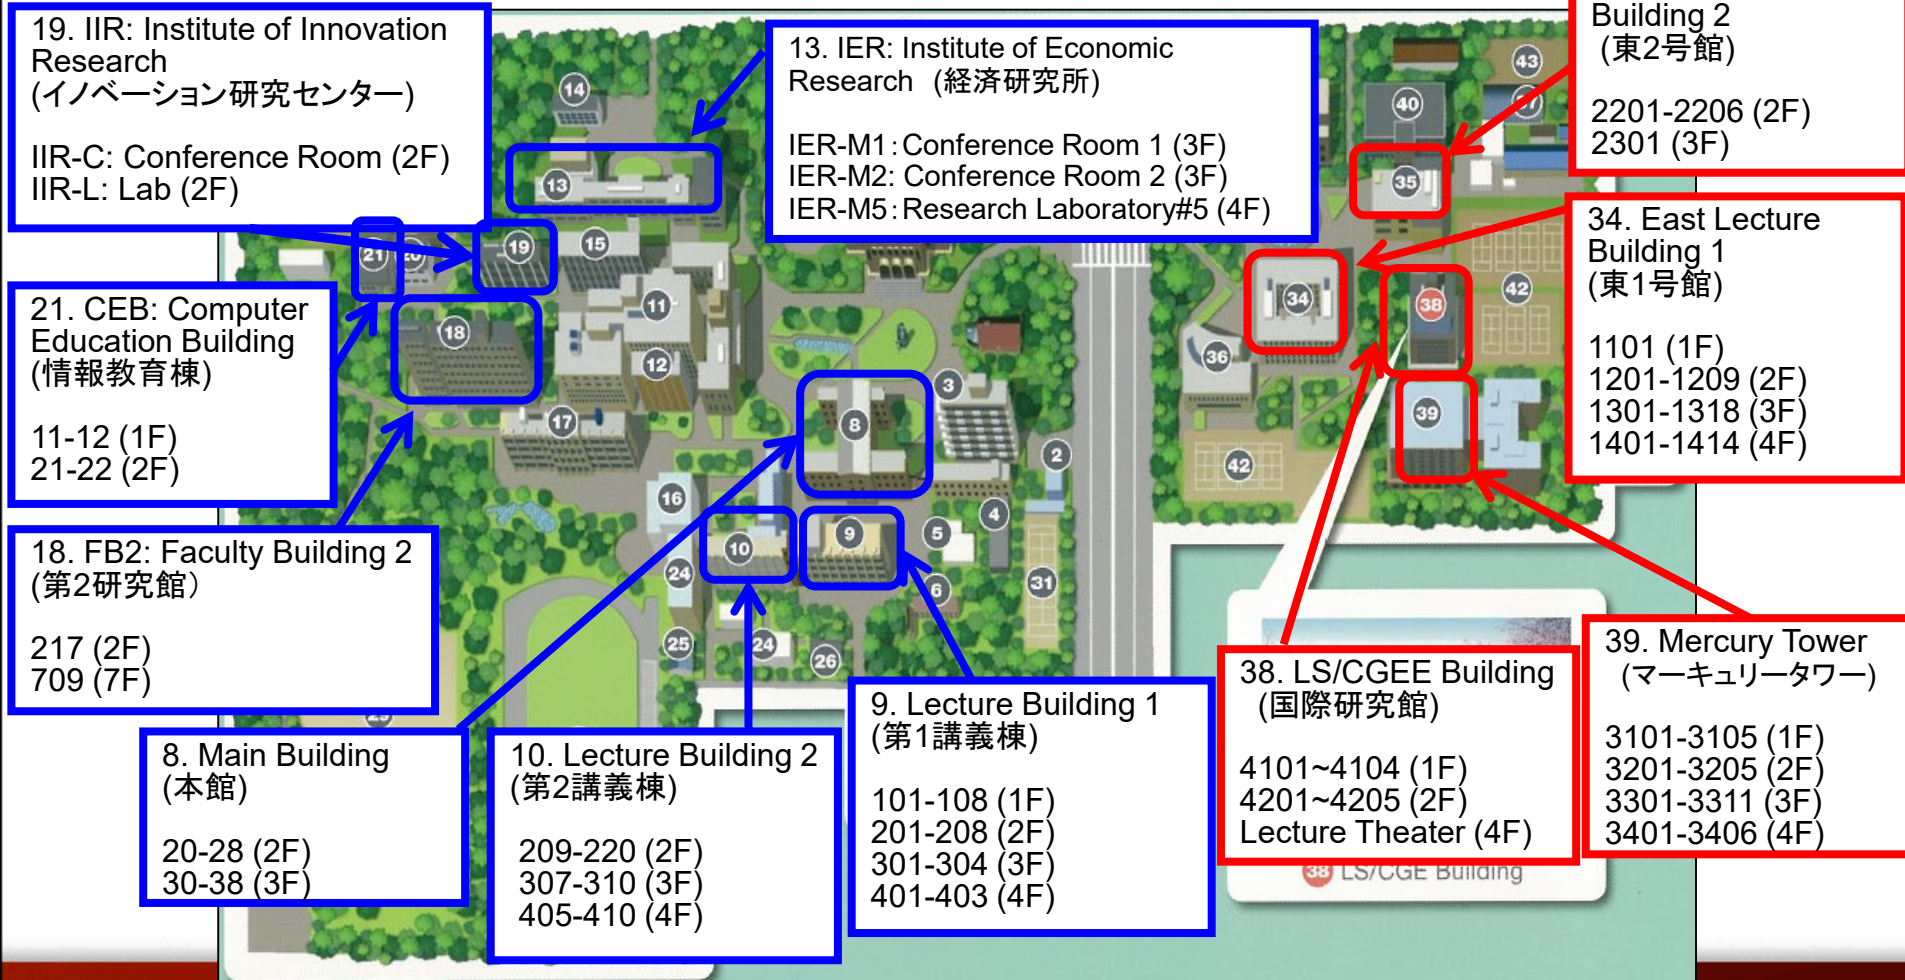 19. IIR: Institute of Innovation
Research
(イノベーション研究センター)
IIR-C: Conference Room (2F)
IIR-L: Lab (2F)
13. IER: Institute of Economic
Research (経済研究所)
IER-M1: Conference Room 1 (3F)
IER-M2: Conference Room 2 (3F)
IER-M5: Research Laboratory#5 (4F)
Building 2
(東2号館)
2201-2206 (2F)
2301 (3F)
34. East Lecture
Building 1
(東1号館)
1101 (1F)
1201-1209 (2F)
1301-1318 (3F)
1401-1414 (4F)
21. CEB: Computer
Education Building
(情報教育棟)
11-12 (1F)
21-22 (2F)
18. FB2: Faculty Building 2
(第2研究館)
217 (2F)
709 (7F)
8. Main Building
(本館)
20-28 (2F)
30-38 (3F)
10. Lecture Building 2
(第2講義棟)
209-220 (2F)
307-310 (3F)
405-410 (4F)
9. Lecture Building 1
(第1講義棟)
101-108 (1F)
201-208 (2F)
301-304 (3F)
401-403 (4F)
38. LS/CGEE Building
(国際研究館)
4101~4104 (1F)
4201~4205 (2F)
Lecture Theater (4F)
39. Mercury Tower
(マーキュリータワー)
3101-3105 (1F)
3201-3205 (2F)
3301-3311 (3F)
3401-3406 (4F)
38 LS/CGE Building
14
13
43
40
35
21
19
15
34
38
42
11
18
12
36
3
39
17
8
2
42
16
4
9
5
10
24
6
31
25
24
26